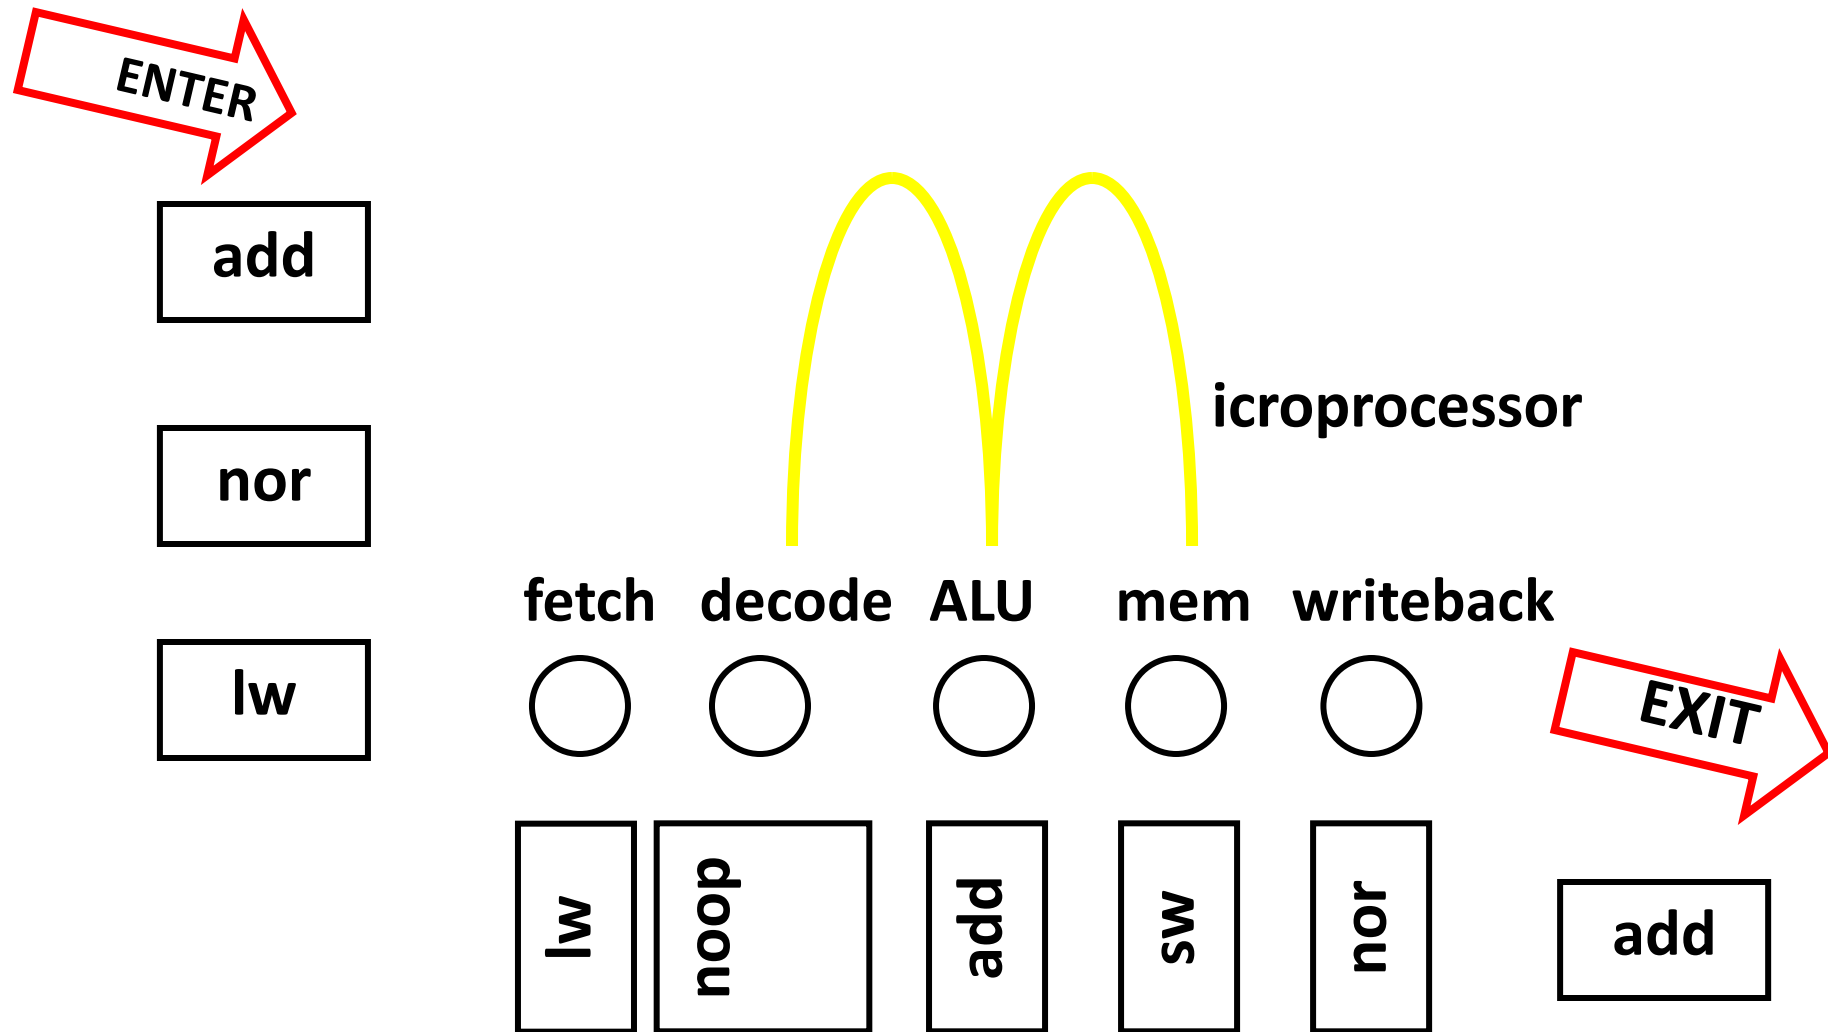 ENTER
add
nor
lw
icroprocessor
fetch decode ALU mem writeback
EXIT
lw noop add sw nor
add